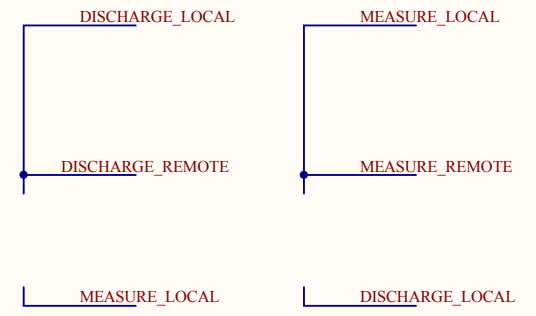 DISCHARGE_LOCAL
MEASURE_LOCAL
DISCHARGE_REMOTE
MEASURE_REMOTE
MEASURE_LOCAL
DISCHARGE_LOCAL